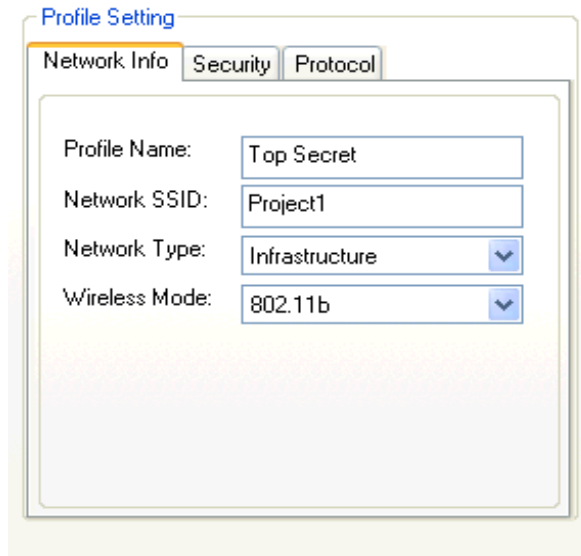 Profile Setting
Network Info Security Protocol
Profile Name: Top Secret
Network SSID: Project1
Network Type: Infrastructure
Wireless Mode: 802.11b